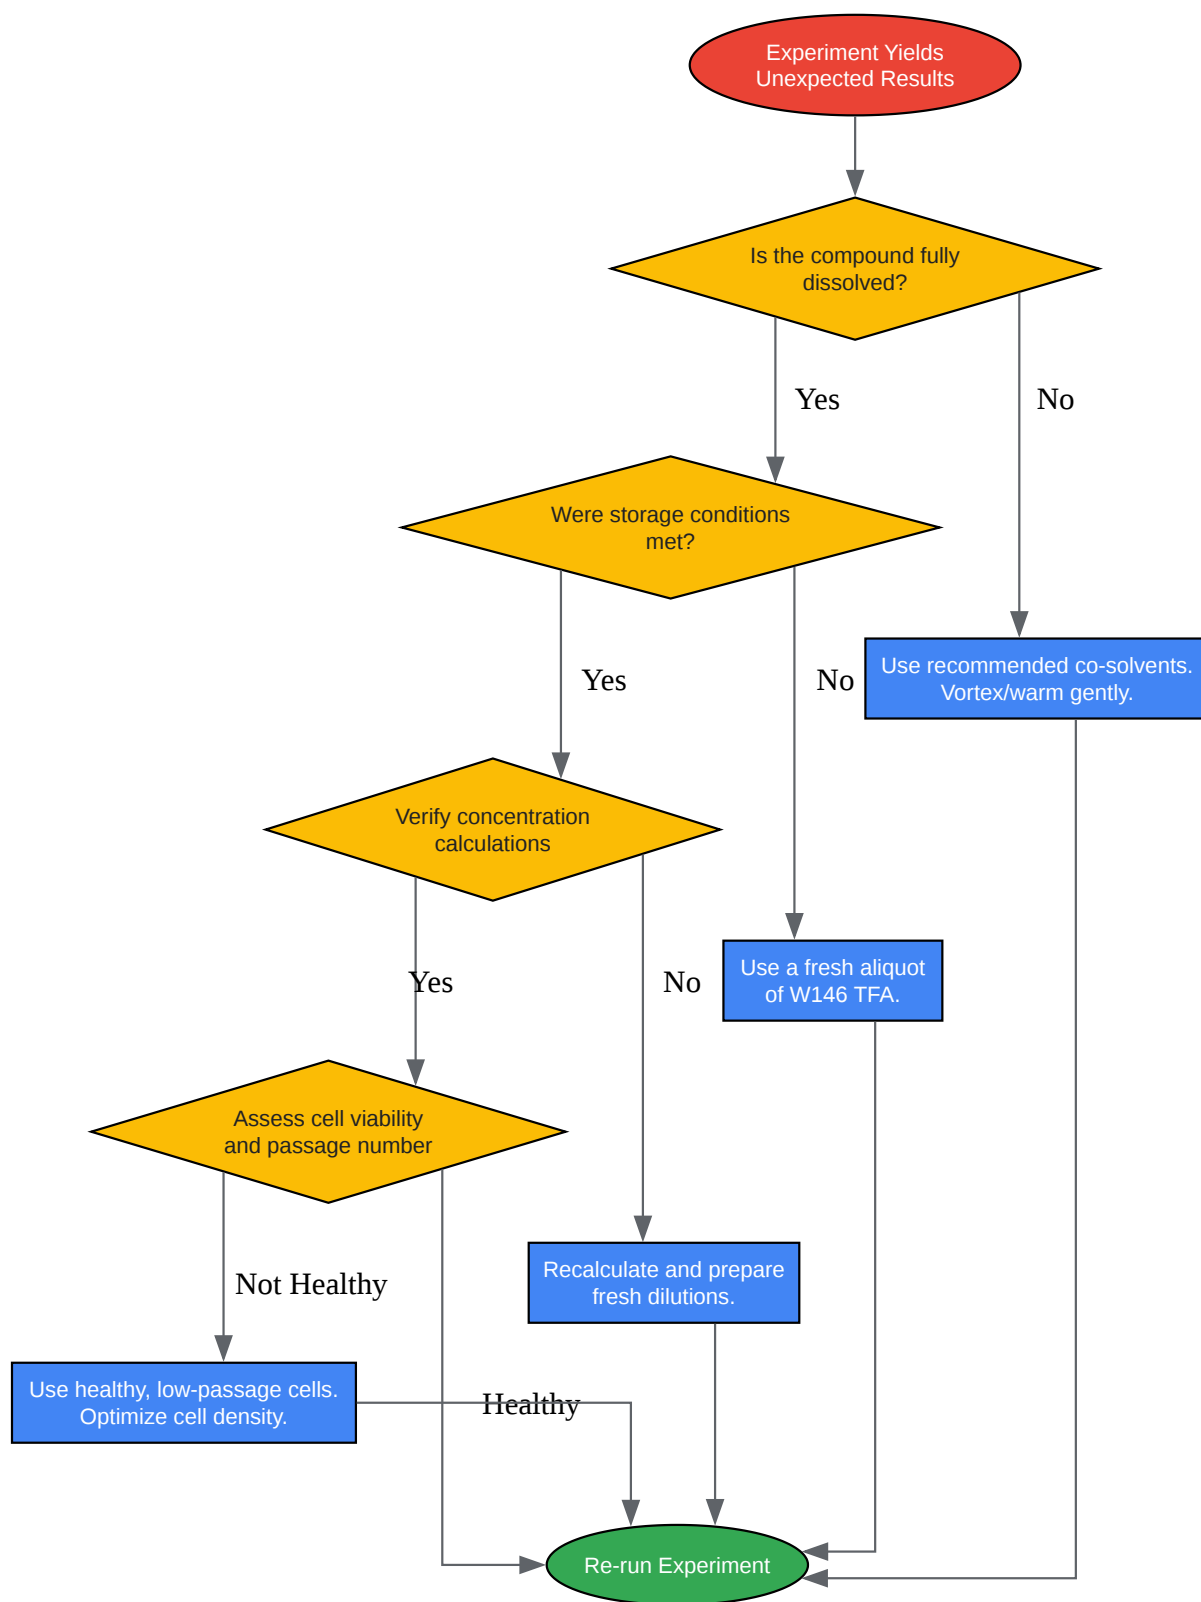 Experiment Yields
Unexpected Results
Is the compound fully
dissolved?
Yes
No
Were storage conditions
met?
Use recommended co-solvents.
Vortex/warm gently.
Yes
No
Verify concentration
calculations
Use a fresh aliquot
of W146 TFA.
Yes
No
Assess cell viability
and passage number
Recalculate and prepare
fresh dilutions.
Not Healthy
Use healthy, low-passage cells.
Optimize cell density.
Healthy
Re-run Experiment